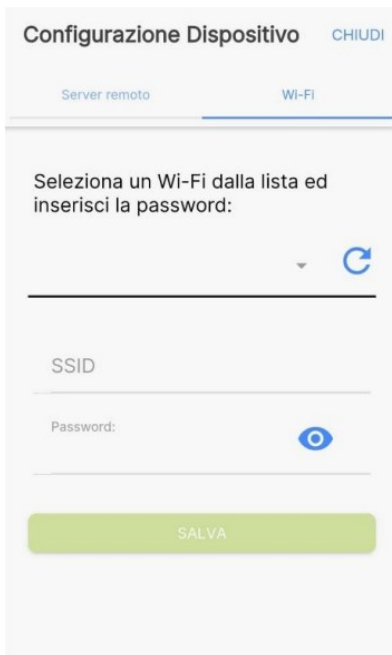 Configurazione Dispositivo CHIUDI
Server remoto Wi-Fi
Seleziona un Wi-Fi dalla lista ed
inserisci la password:
SSID
Password:
SALVA